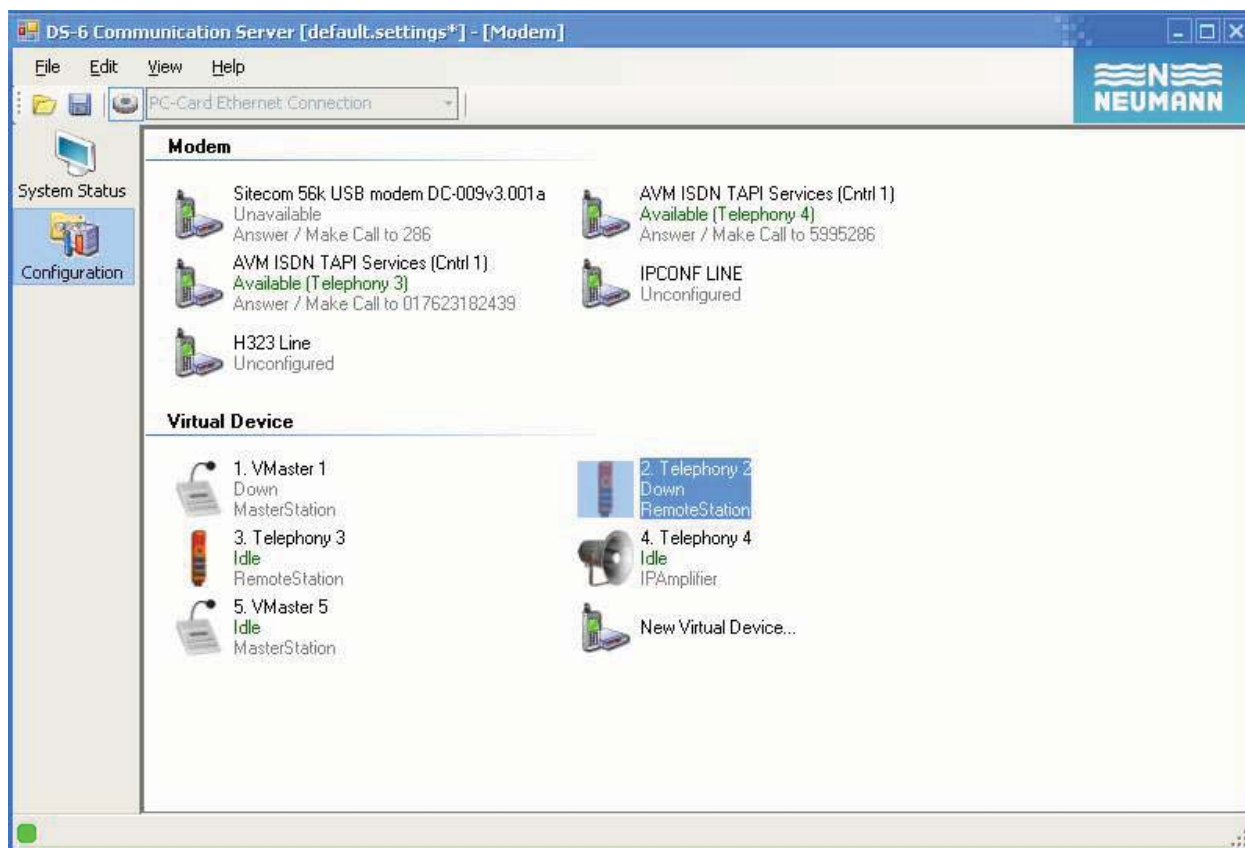 DS-6 Communication Server [default.settings*] - [Modem]
File Edit View Help
NEUMANN
PC-Card Ethernet Connection
System Status
Configuration
Modem
Sitecom 56k USB modem DC-009v3.001a
Unavailable
Answer / Make Call to 286
AVM ISDN TAPI Services (Cntrl 1)
Available (Telephony 4)
Answer / Make Call to 5995286
AVM ISDN TAPI Services (Cntrl 1)
Available (Telephony 3)
Answer / Make Call to 017623182439
IPCONF LINE
Unconfigured
H323 Line
Unconfigured
Virtual Device
1. VMaster 1
Down
MasterStation
2. Telephony 2
Down
RemoteStation
3. Telephony 3
Idle
RemoteStation
4. Telephony 4
Idle
IPAmplifier
5. VMaster 5
Idle
MasterStation
New Virtual Device...